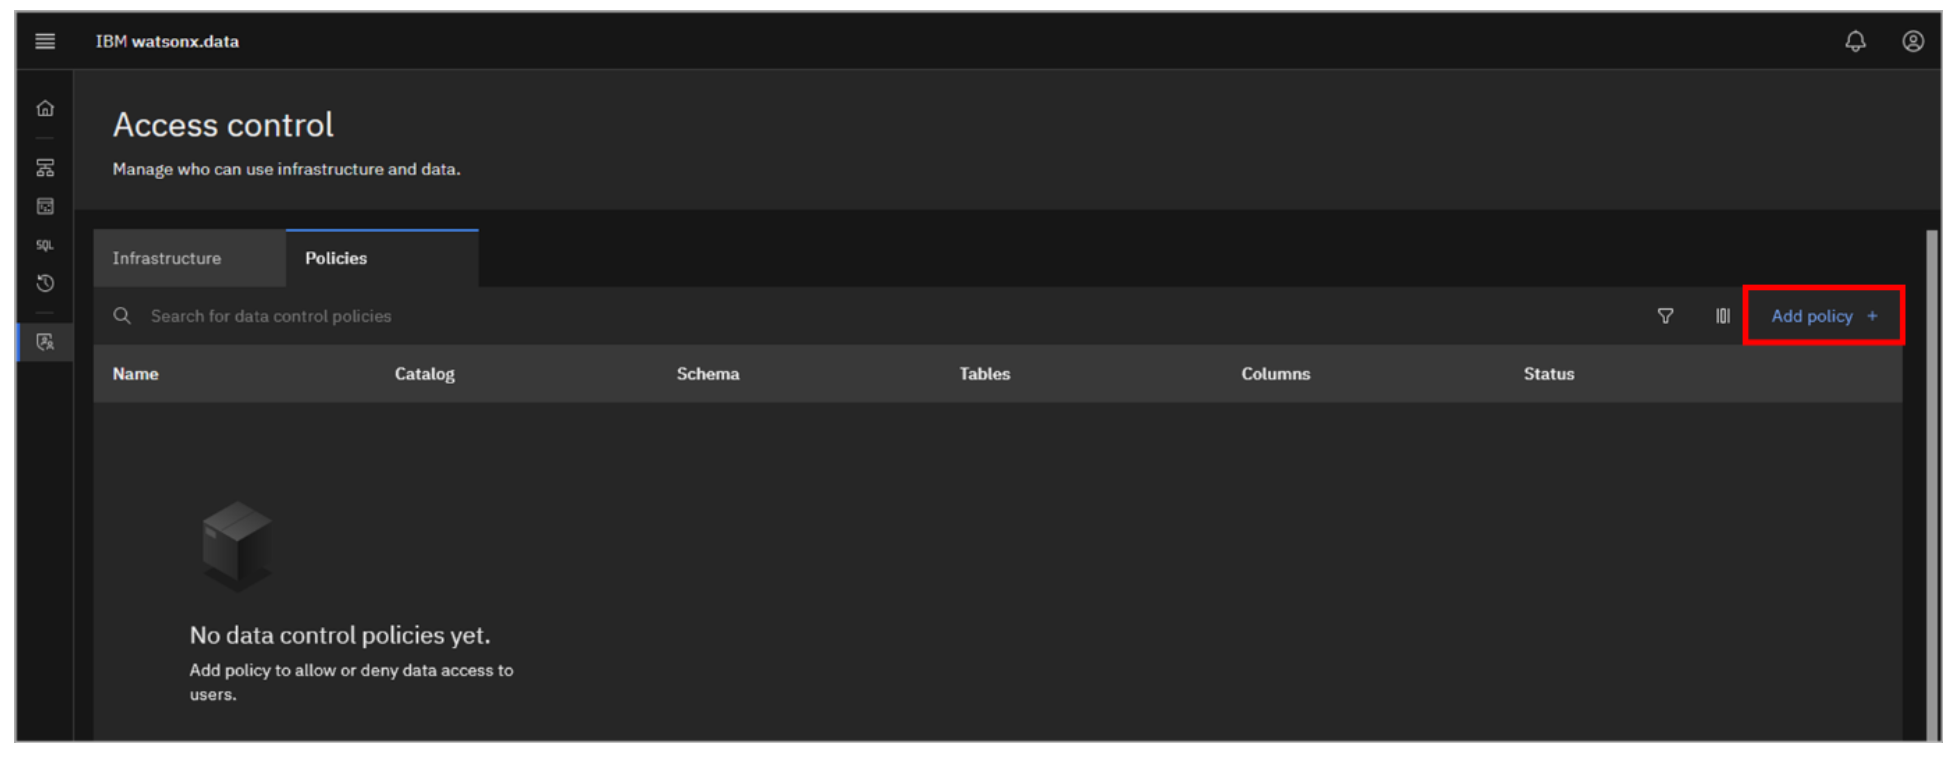 IBM watsonx.data
Access control
Manage who can use infrastructure and data.
SQL
Infrastructure
Policies
Search for data control policies
Add policy +
Name
Catalog
Schema
Tables
Columns
Status
No data control policies yet.
Add policy to allow or deny data access to
users.